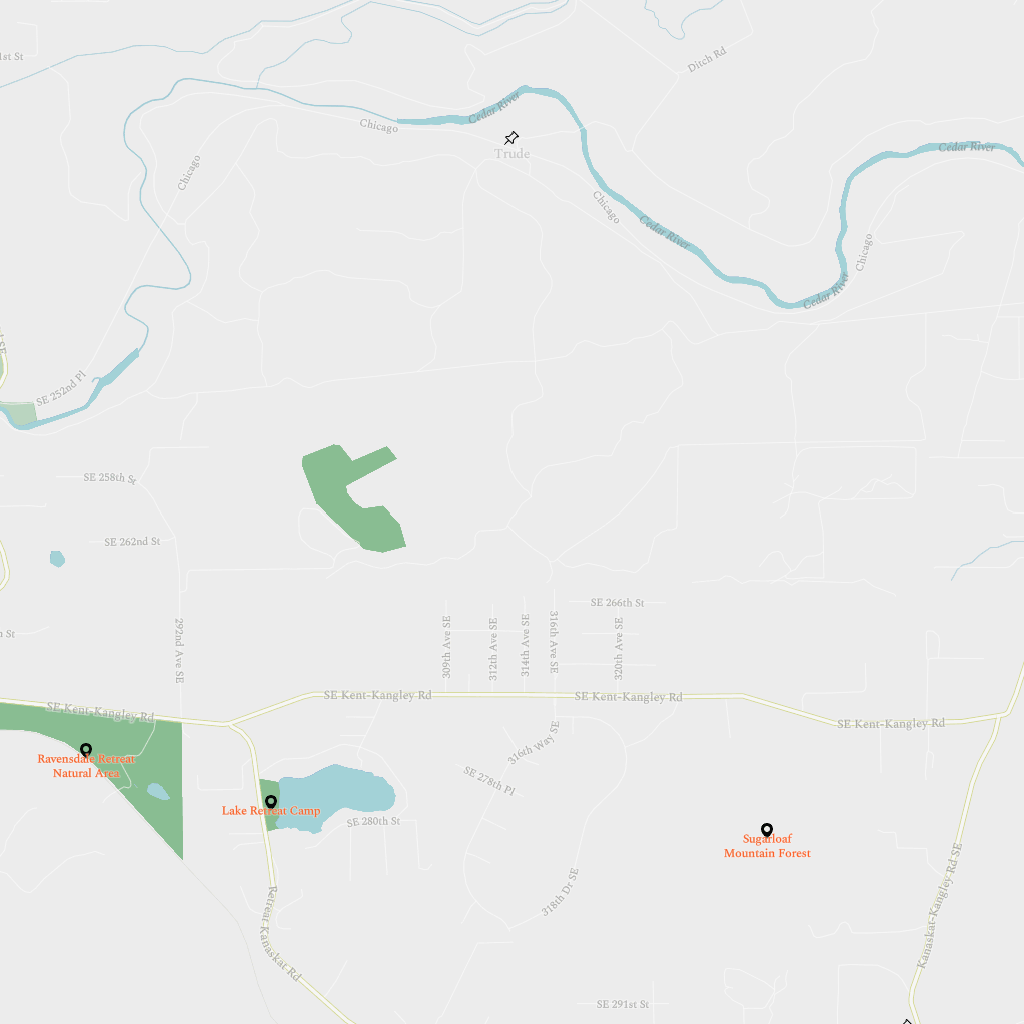 1st St
Ditch Rd
Cedar River
Chicago
Trude
Cedar River
Chicago
Chicago
Cedar River
Chicago
Cedar River
SE
SE 252nd Pl
SE 258th St
SE 262nd St
SE 266th St
St
292nd Ave SE
309th Ave SE
312th Ave SE
314th Ave SE
316th Ave SE
320th Ave SE
SE Kent-Kangley Rd
SE Kent-Kangley Rd
SE Kent-Kangley Rd
SE Kent-Kangley Rd
316th Way SE
Ravensdale Retreat
Natural Area
SE 278th Pl
Lake Retreat Camp
SE 280th St
Sugarloaf
Mountain Forest
318th Dr SE
Retreat-Kanaskat Rd
Kanaskat-Kangley Rd SE
SE 291st St